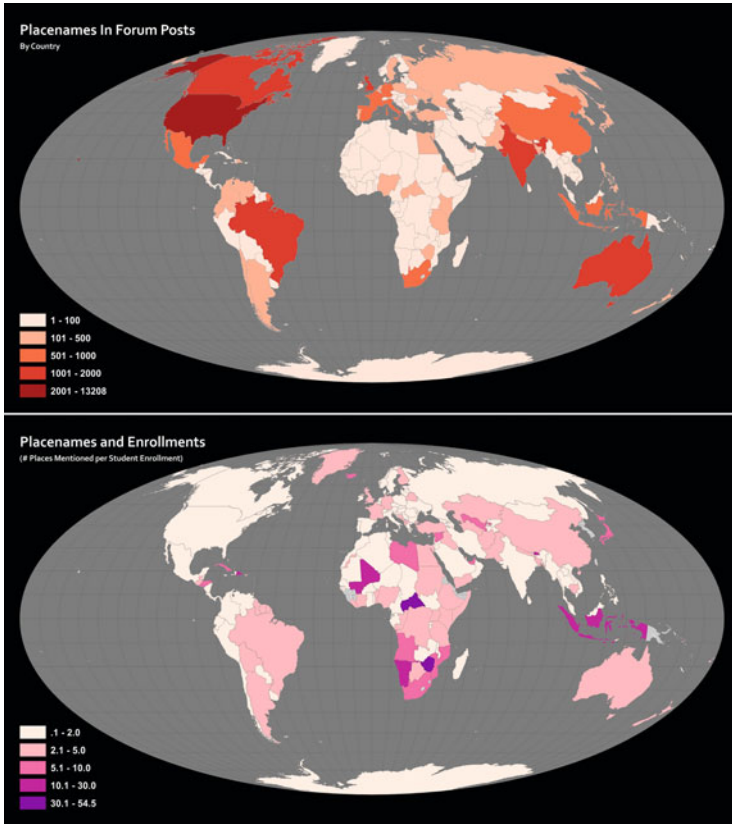 Placenames In Forum Posts
By Country
1 - 100
101 - 500
501 - 1000
1001 - 2000
2001 - 13208
Placenames and Enrollments
(# Places Mentioned per Student Enrollment)
.1 - 2.0
2.1 - 5.0
5.1 - 10.0
10.1 - 30.0
30.1 - 54.5